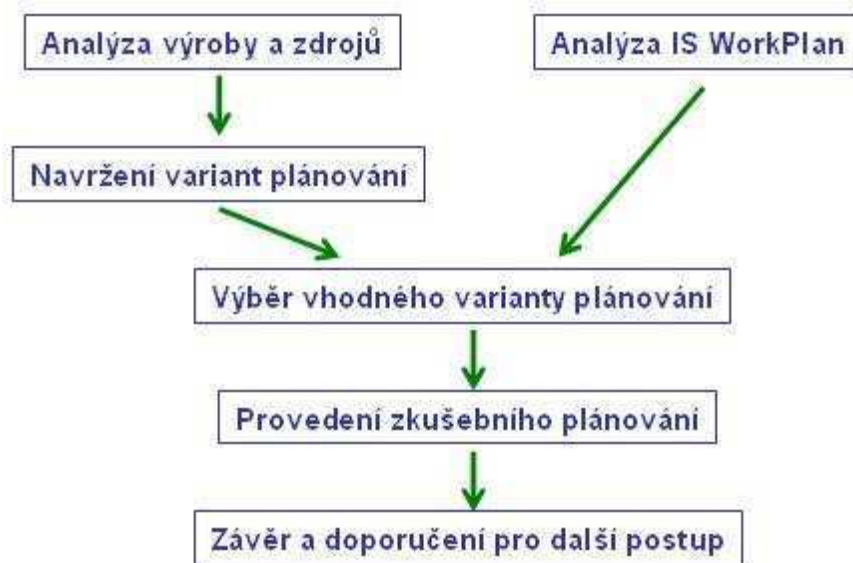 Analýza výroby a zdrojů
Analýza IS WorkPlan
Navržení variant plánování
Výběr vhodného varianty plánování
Provedení zkušebního plánování
Závěr a doporučení pro další postup